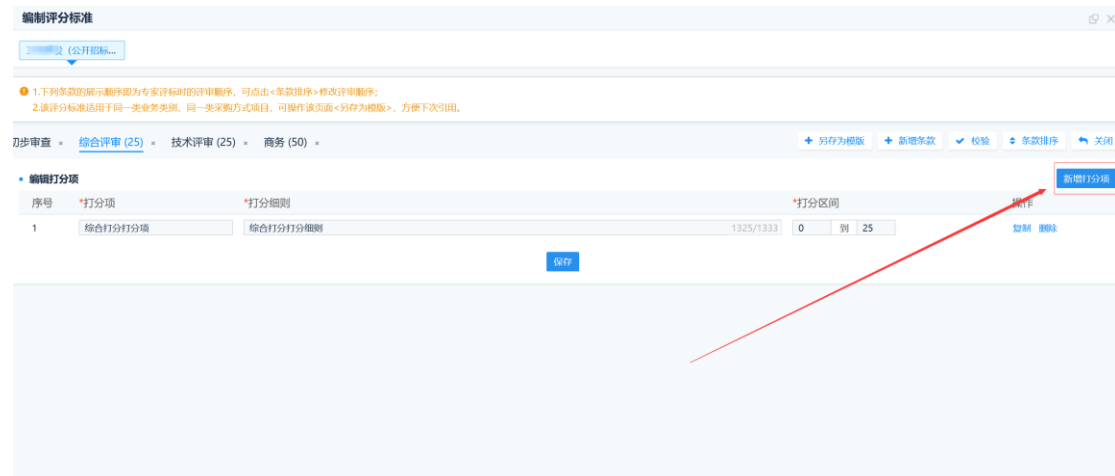 编制评分标准
（公开招标...
1.下列条款的展示顺序即为专家评标时的评审顺序，可点击<条款排序>修改评审顺序;
2.该评分标准适用于同一类业务类别、同一类采购方式项目，可操作该页面<另存为模版>，方便下次引用。
初步审查 × 综合评审 (25) × 技术评审 (25) × 商务 (50) × + 另存为模版 + 新增条款 校验 条款排序 关闭
编辑打分项 新增打分项
序号 *打分项 *打分细则 *打分区间 操作
1 综合打分打分项 综合打分打分细则 1325/1333 0 到 25 复制 删除
保存